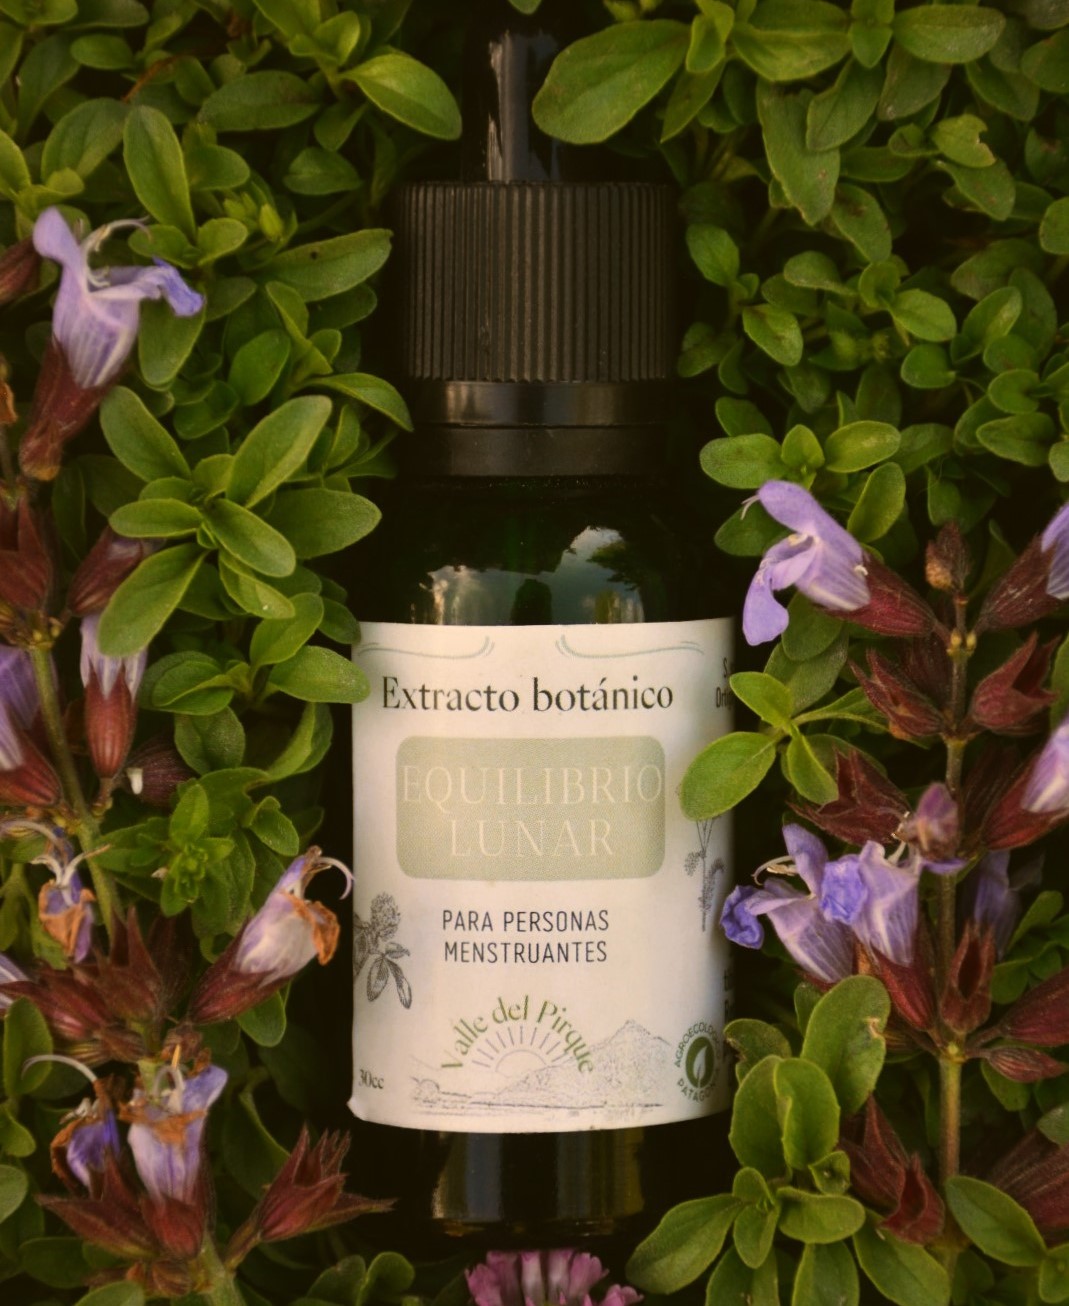 Extracto botánico
EQUILIBRIO
LUNAR
PARA PERSONAS
MENSTRUANTES
Valle del Pirque
30cc